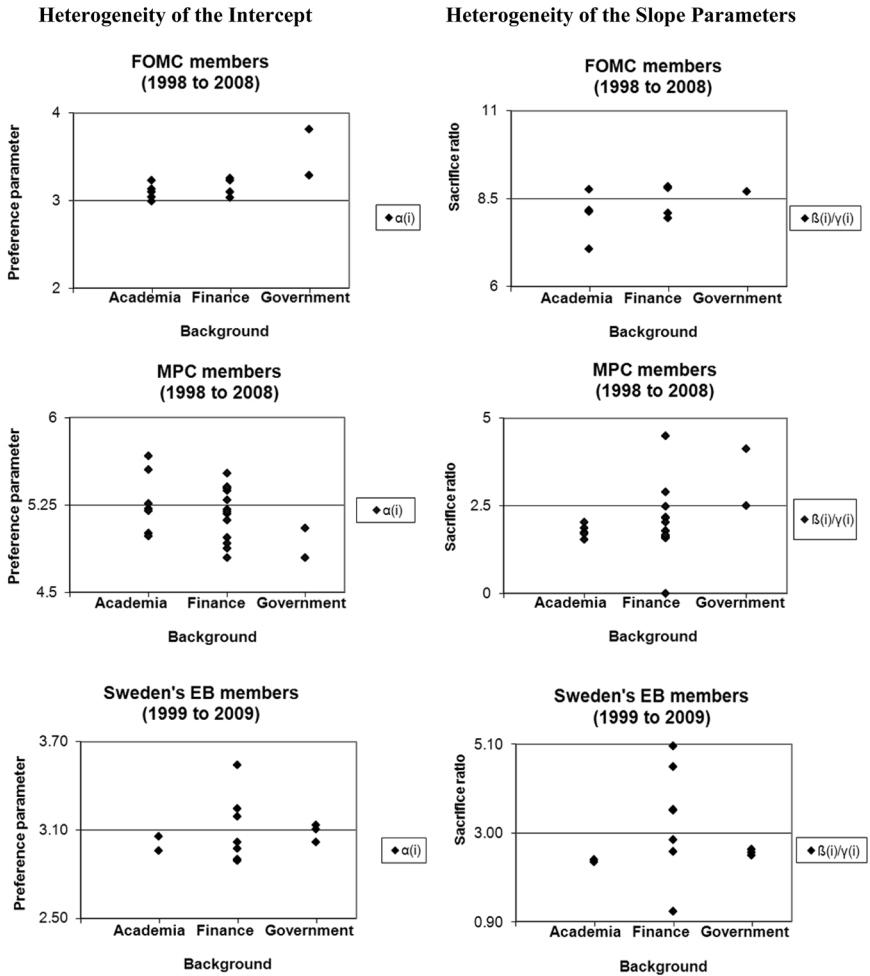 Heterogeneity of the Intercept
Heterogeneity of the Slope Parameters
FOMC members
(1998 to 2008)
Preference parameter
4
3
2
Academia Finance Government
Background
α(i)
FOMC members
(1998 to 2008)
Sacrifice ratio
11
8.5
6
Academia Finance Government
Background
ß(i)/γ(i)
MPC members
(1998 to 2008)
Preference parameter
6
5.25
4.5
Academia Finance Government
Background
α(i)
MPC members
(1998 to 2008)
Sacrifice ratio
5
2.5
0
Academia Finance Government
Background
ß(i)/γ(i)
Sweden's EB members
(1999 to 2009)
Preference parameter
3.70
3.10
2.50
Academia Finance Government
Background
α(i)
Sweden's EB members
(1999 to 2009)
Sacrifice ratio
5.10
3.00
0.90
Academia Finance Government
Background
ß(i)/γ(i)